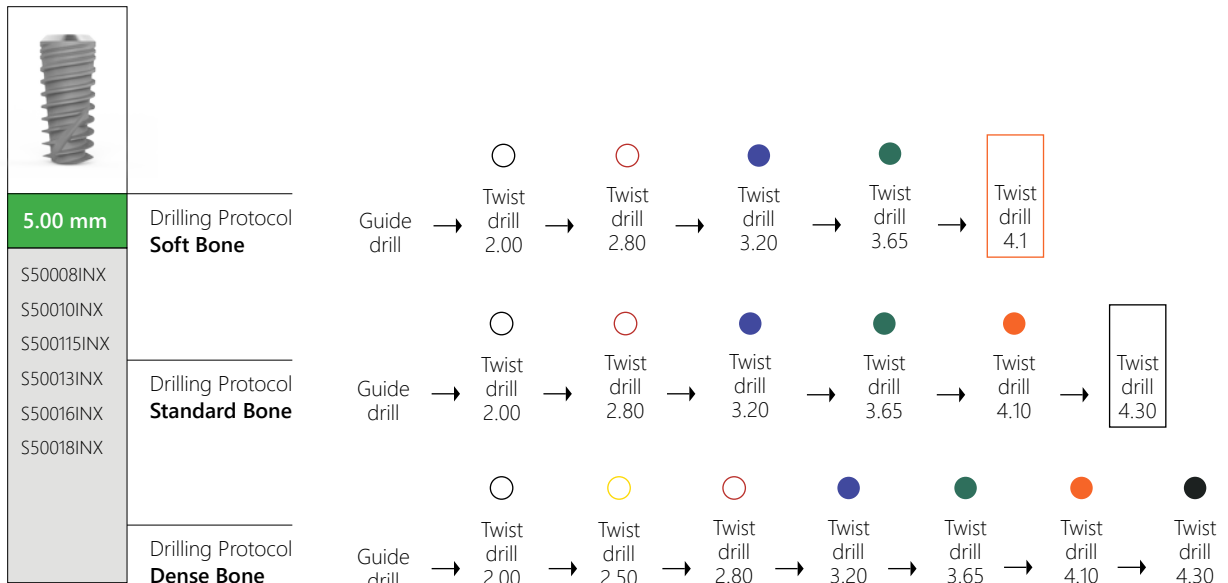 5.00 mm
S50008INX
S50010INX
S500115INX
S50013INX
S50016INX
S50018INX
Drilling Protocol
Soft Bone
Guide
drill
Twist
drill
2.00
Twist
drill
2.80
Twist
drill
3.20
Twist
drill
3.65
Twist
drill
4.1
Drilling Protocol
Standard Bone
Guide
drill
Twist
drill
2.00
Twist
drill
2.80
Twist
drill
3.20
Twist
drill
3.65
Twist
drill
4.10
Twist
drill
4.30
Drilling Protocol
Dense Bone
Guide
drill
Twist
drill
2.00
Twist
drill
2.50
Twist
drill
2.80
Twist
drill
3.20
Twist
drill
3.65
Twist
drill
4.10
Twist
drill
4.30